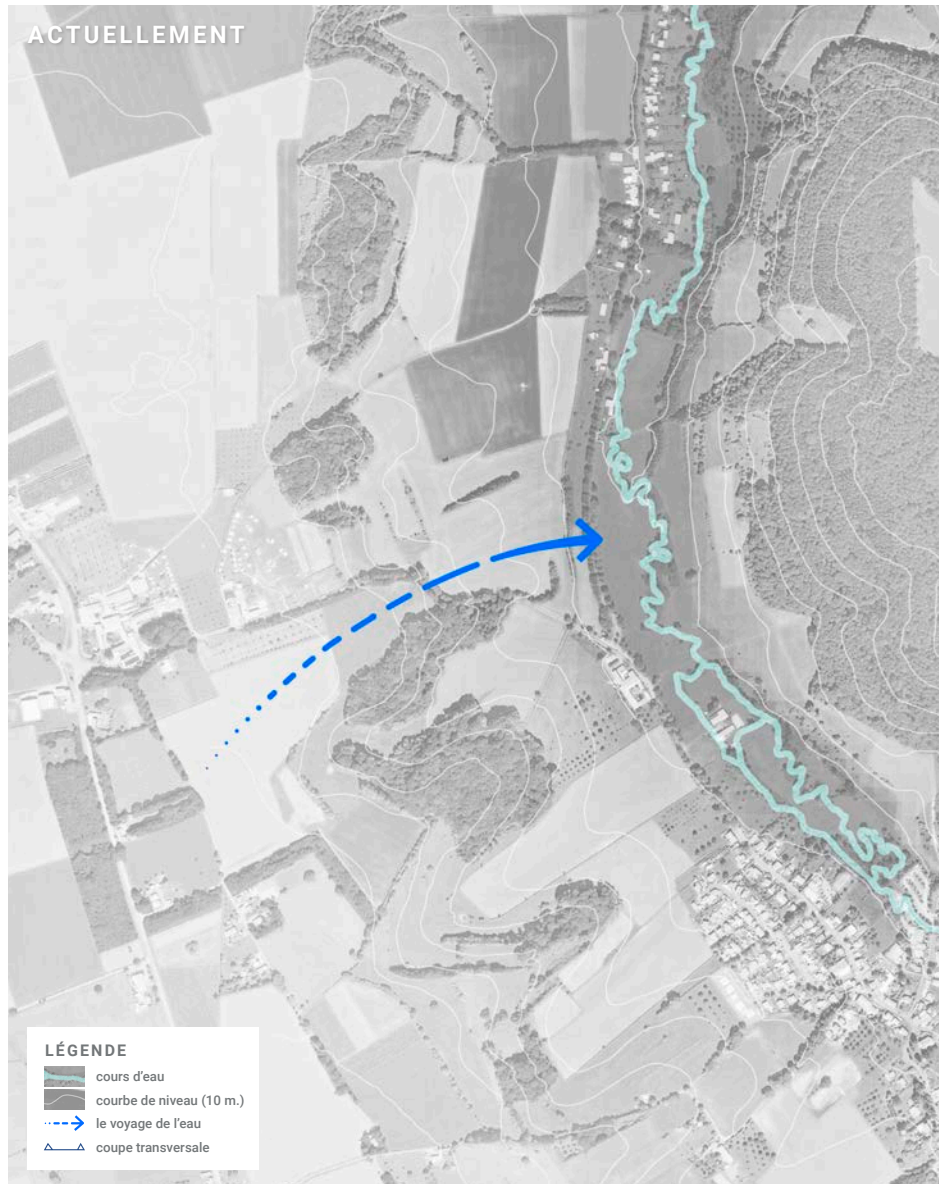 ACTUELLEMENT
LÉGENDE
cours d'eau
courbe de niveau (10 m.)
le voyage de l'eau
coupe transversale